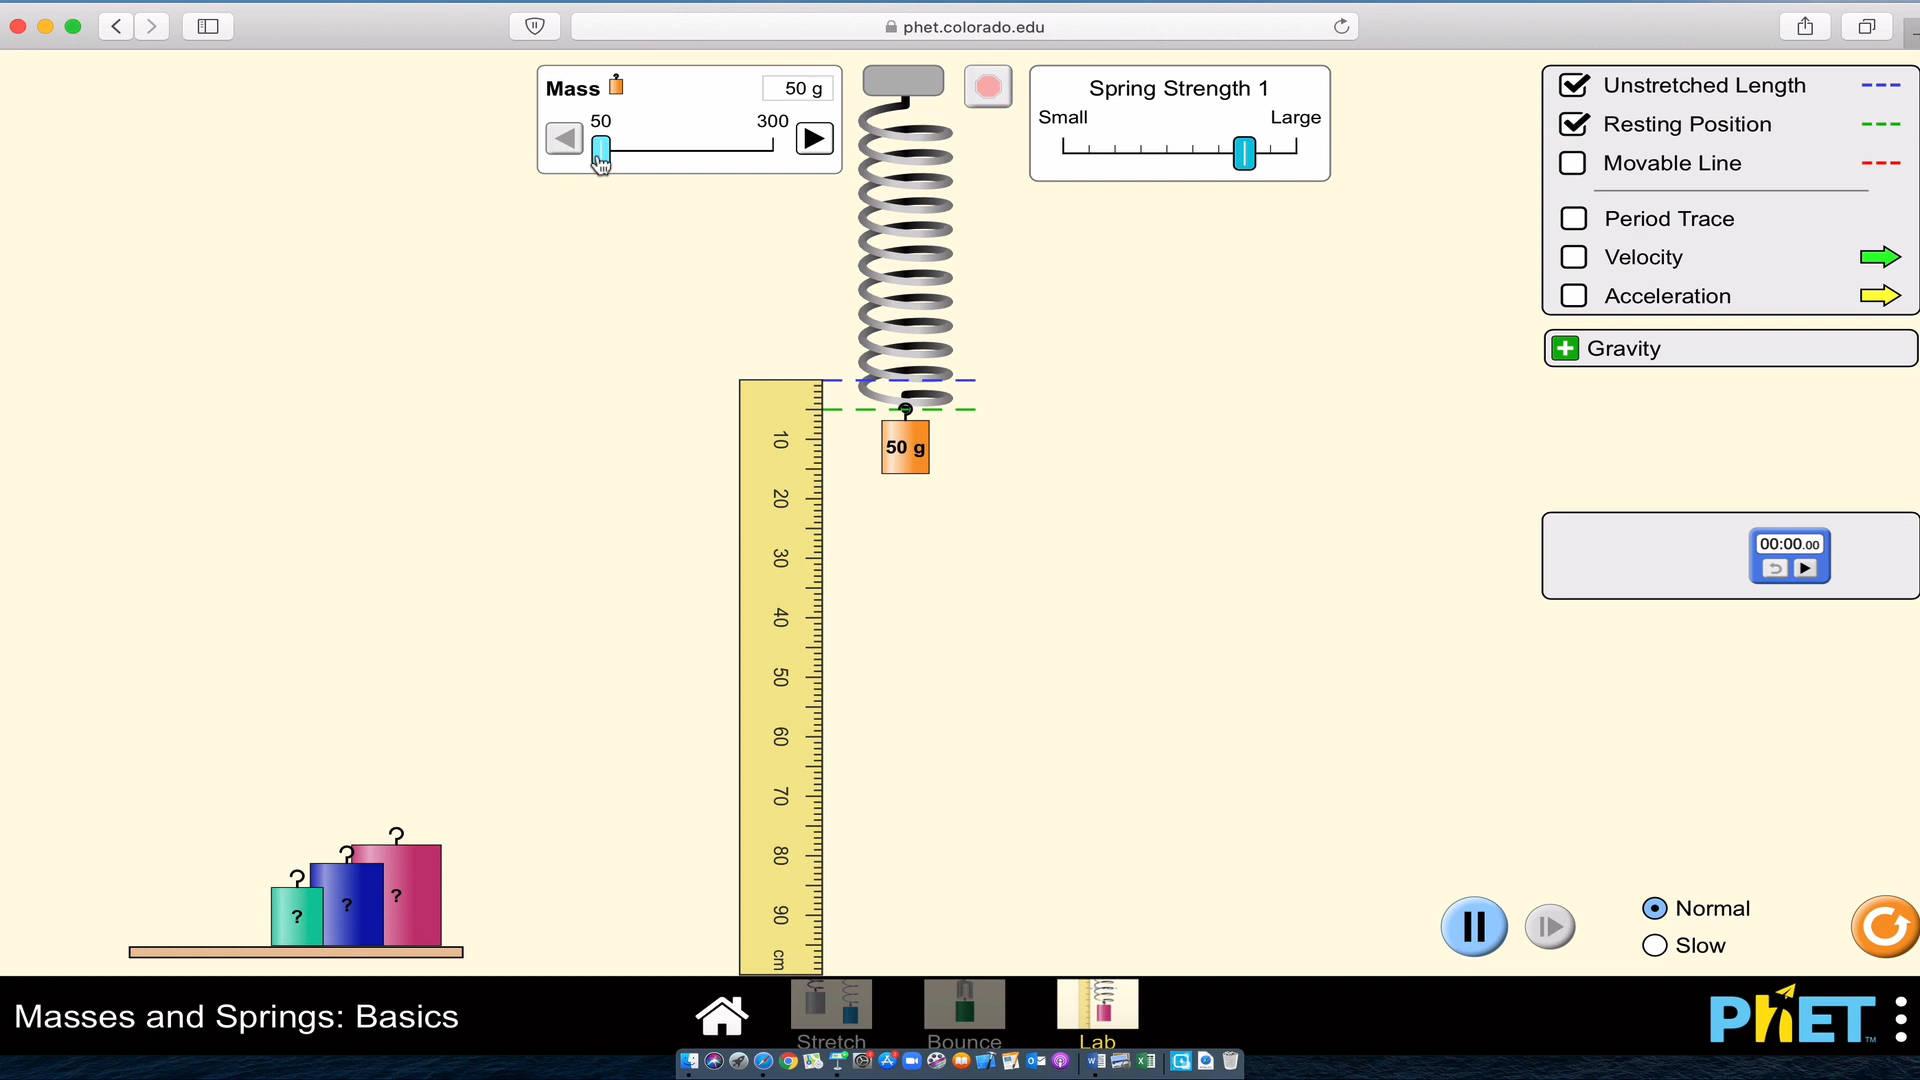 phet.colorado.edu
Mass
50 g
50
300
Spring Strength 1
Small
Large
Unstretched Length
Resting Position
Movable Line
Period Trace
Velocity
Acceleration
Gravity
50 g
10
20
30
40
50
60
70
80
90
cm
00:00.00
?
?
?
Normal
Slow
Masses and Springs: Basics
Stretch
Bounce
Lab
PhET